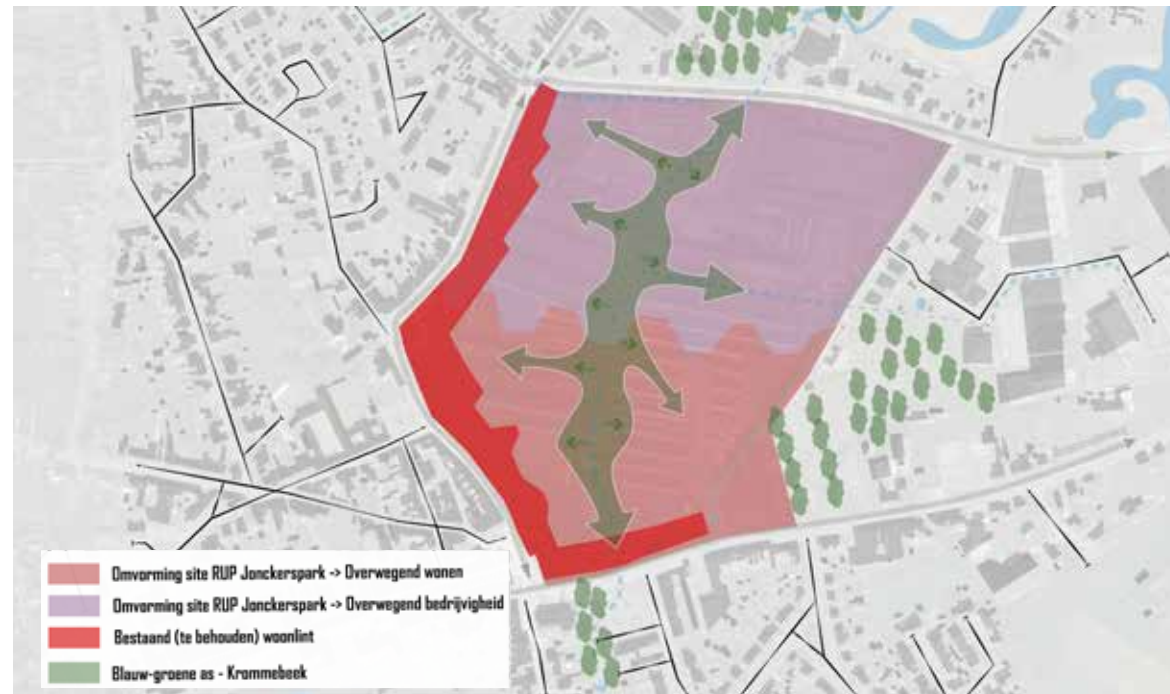 Omvorming site RUP Jonckerspark -> Overwegend wonen
Omvorming site RUP Jonckerspark -> Overwegend bedrijvigheid
Bestaand (te behouden) woonlint
Blauw-groene as - Krommebeek